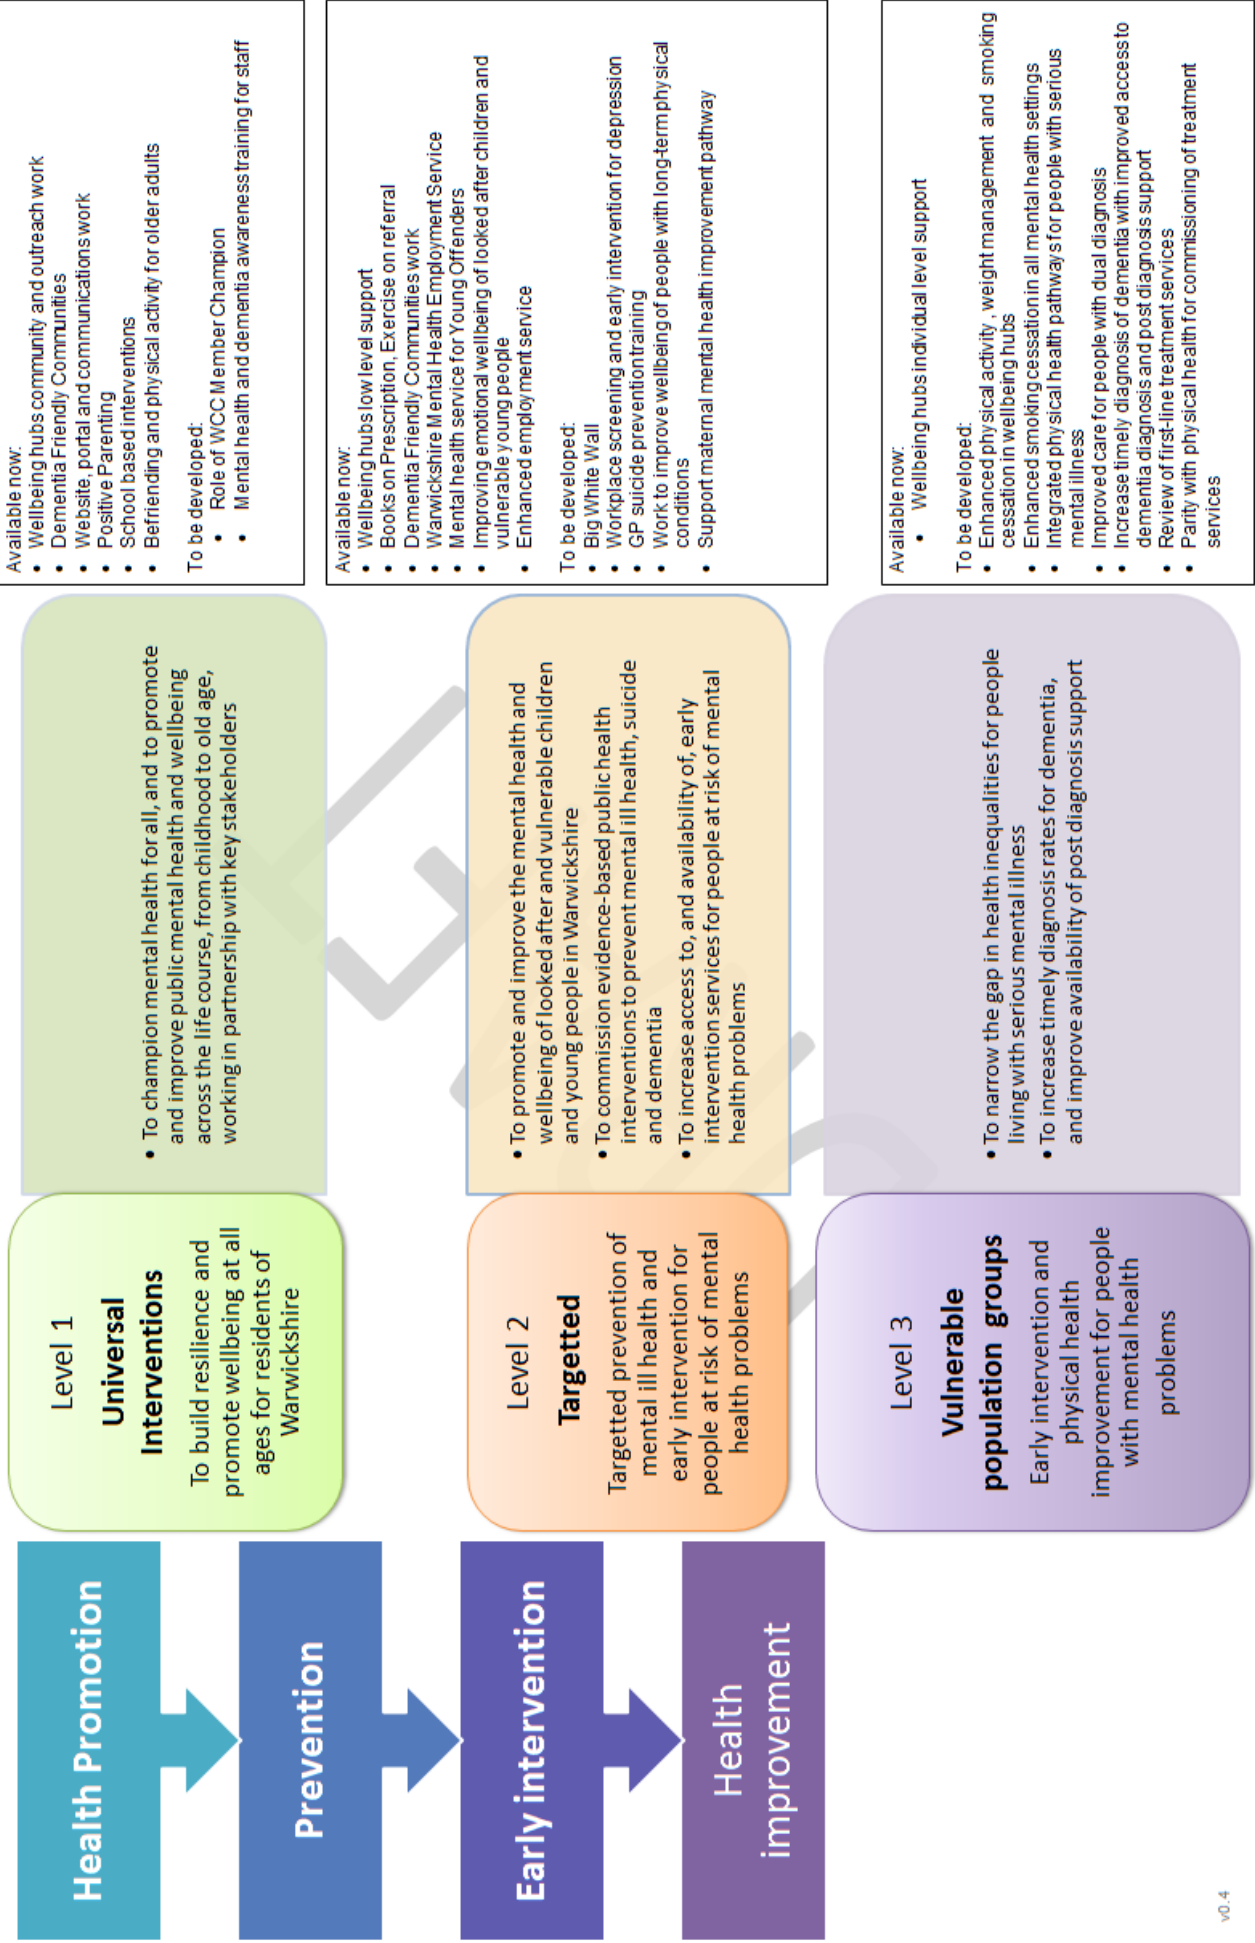 Health Promotion
Prevention
Early intervention
Health
improvement
Level 1
Universal
Interventions
To build resilience and
promote wellbeing at all
ages for residents of
Warwickshire
• To champion mental health for all, and to promote
and improve public mental health and wellbeing
across the life course, from childhood to old age,
working in partnership with key stakeholders
Available now:
• Wellbeing hubs community and outreach work
• Dementia Friendly Communities
• Website, portal and communications work
• Positive Parenting
• School based interventions
• Befriending and physical activity for older adults
To be developed:
• Role of WCC Member Champion
• Mental health and dementia awareness training for staff
Level 2
Targetted
Targetted prevention of
mental ill health and
early intervention for
people at risk of mental
health problems
• To promote and improve the mental health and
wellbeing of looked after and vulnerable children
and young people in Warwickshire
• To commission evidence-based public health
interventions to prevent mental ill health, suicide
and dementia
• To increase access to, and availability of, early
intervention services for people at risk of mental
health problems
Available now:
• Wellbeing hubs low level support
• Books on Prescription, Exercise on referral
• Dementia Friendly Communities work
• Warwickshire Mental Health Employment Service
• Mental health service for Young Offenders
• Improving emotional wellbeing of looked after children and
vulnerable young people
• Enhanced employment service
To be developed:
• Big White Wall
• Workplace screening and early intervention for depression
• GP suicide prevention training
• Work to improve wellbeing of people with long-term physical
conditions
• Support maternal mental health improvement pathway
Level 3
Vulnerable
population groups
Early intervention and
physical health
improvement for people
with mental health
problems
• To narrow the gap in health inequalities for people
living with serious mental illness
• To increase timely diagnosis rates for dementia,
and improve availability of post diagnosis support
Available now:
• Wellbeing hubs individual level support
To be developed:
• Enhanced physical activity, weight management and smoking
cessation in wellbeing hubs
• Enhanced smoking cessation in all mental health settings
• Integrated physical health pathways for people with serious
mental illness
• Improved care for people with dual diagnosis
• Increase timely diagnosis of dementia with improved access to
dementia diagnosis and post diagnosis support
• Review of first-line treatment services
• Parity with physical health for commissioning of treatment
services
v0.4